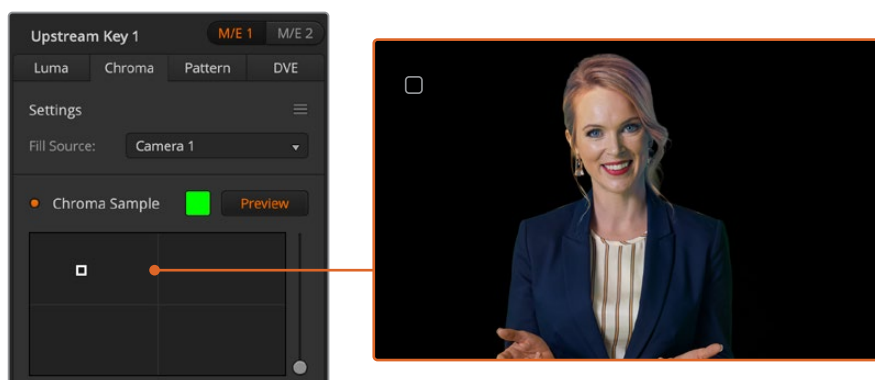 Upstream Key 1 M/E 1 M/E 2
Luma Chroma Pattern DVE
Settings
Fill Source: Camera 1
Chroma Sample Preview